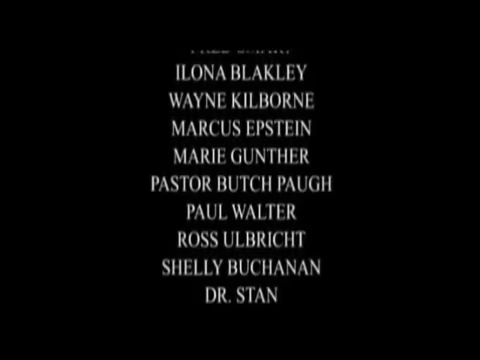 ILONA BLAKLEY
WAYNE KILBORNE
MARCUS EPSTEIN
MARIE GUNTHER
PASTOR BUTCH PAUGH
PAUL WALTER
ROSS ULBRICHT
SHELLY BUCHANAN
DR. STAN